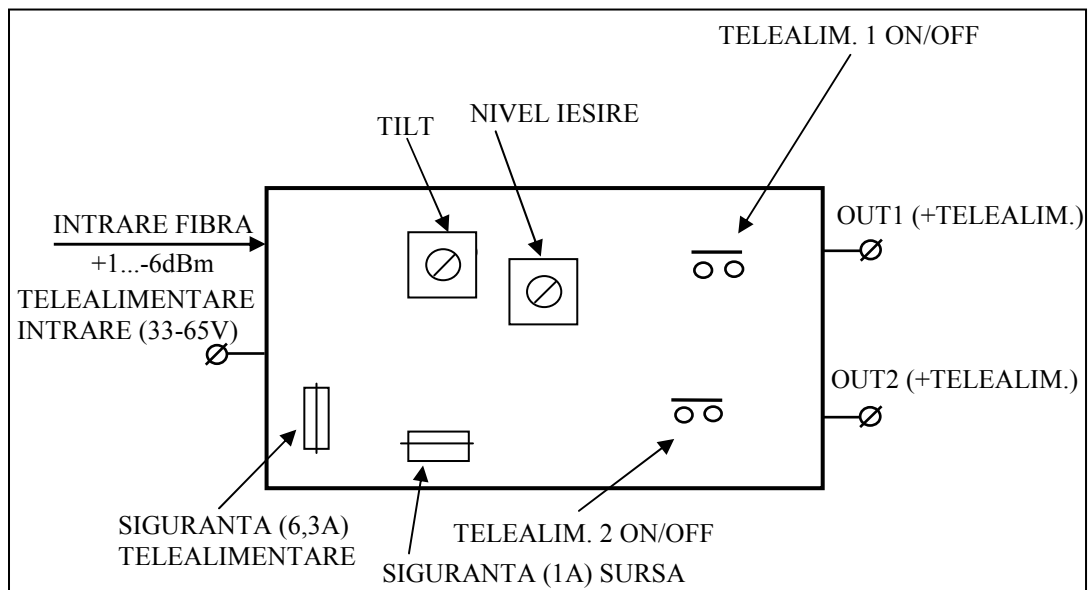 TELEALIM. 1 ON/OFF
NIVEL IESIRE
TILT
INTRARE FIBRA
+1...-6dBm
TELEALIMENTARE
INTRARE (33-65V)
OUT1 (+TELEALIM.)
OUT2 (+TELEALIM.)
SIGURANTA (6,3A)
TELEALIMENTARE
TELEALIM. 2 ON/OFF
SIGURANTA (1A) SURSA